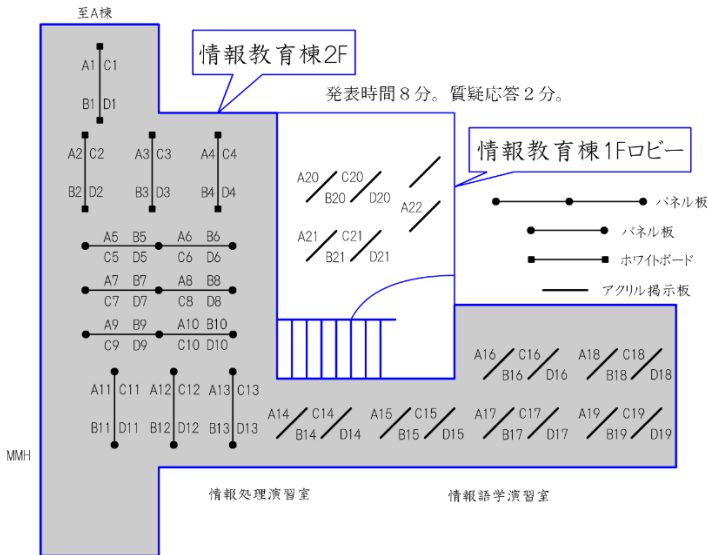 至A棟
情報教育棟2F
発表時間８分。質疑応答２分。
情報教育棟1Fロビー
A1 C1
B1 D1
A2 C2 A3 C3 A4 C4
B2 D2 B3 D3 B4 D4
A5 B5 A6 B6
C5 D5 C6 D6
A7 B7 A8 B8
C7 D7 C8 D8
A9 B9 A10 B10
C9 D9 C10 D10
A11 C11 A12 C12 A13 C13
B11 D11 B12 D12 B13 D13
A20 C20
B20 D20
A22
A21 C21
B21 D21
パネル板
パネル板
ホワイトボード
アクリル掲示板
A16 C16 A18 C18
B16 D16 B18 D18
A14 C14 A15 C15 A17 C17 A19 C19
B14 D14 B15 D15 B17 D17 B19 D19
MMH
情報処理演習室
情報語学演習室